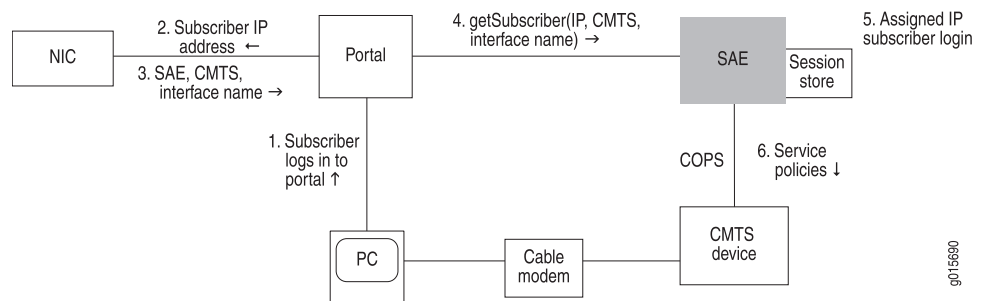 NIC
2. Subscriber IP
address ←
3. SAE, CMTS,
interface name →
Portal
4. getSubscriber(IP, CMTS,
interface name) →
SAE
Session
store
5. Assigned IP
subscriber login
1. Subscriber
logs in to
portal ↑
COPS
6. Service
policies ↓
PC
Cable
modem
CMTS
device
g015690